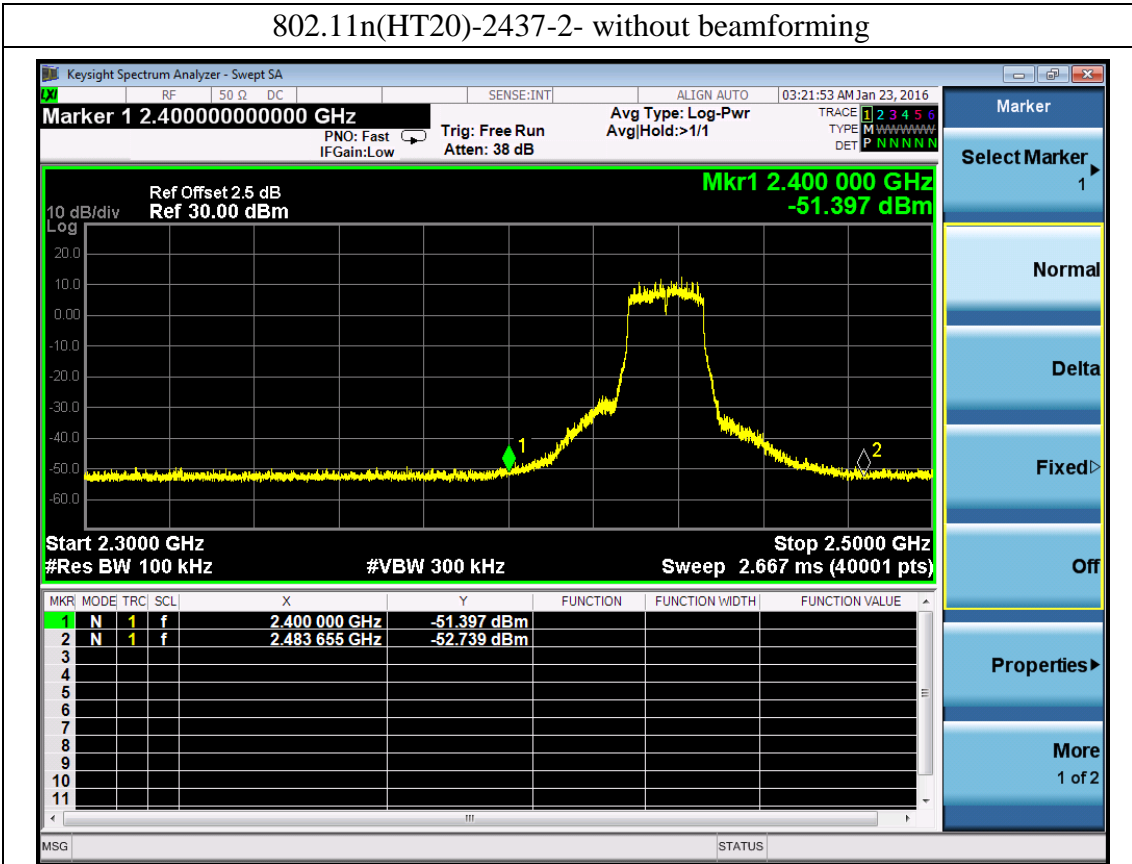 802.11n(HT20)-2437-2- without beamforming
Keysight Spectrum Analyzer - Swept SA
LXI RF 50 Ω DC SENSE:INT ALIGN AUTO 03:21:53 AM Jan 23, 2016
Marker 1 2.400000000000 GHz
PNO: Fast
IFGain:Low
Trig: Free Run
Atten: 38 dB
Avg Type: Log-Pwr
Avg|Hold:>1/1
TRACE 1 2 3 4 5 6
TYPE M WWWWW
DET P N N N N N
Mkr1 2.400 000 GHz
-51.397 dBm
Ref Offset 2.5 dB
10 dB/div Ref 30.00 dBm
Log
20.0
10.0
0.00
-10.0
-20.0
-30.0
-40.0
-50.0
-60.0
1
2
Start 2.3000 GHz Stop 2.5000 GHz
#Res BW 100 kHz #VBW 300 kHz Sweep 2.667 ms (40001 pts)
MKR MODE TRC SCL X Y FUNCTION FUNCTION WIDTH FUNCTION VALUE
1 N 1 f 2.400 000 GHz -51.397 dBm
2 N 1 f 2.483 655 GHz -52.739 dBm
3
4
5
6
7
8
9
10
11
MSG STATUS
Marker
Select Marker
1
Normal
Delta
Fixed
Off
Properties
More
1 of 2